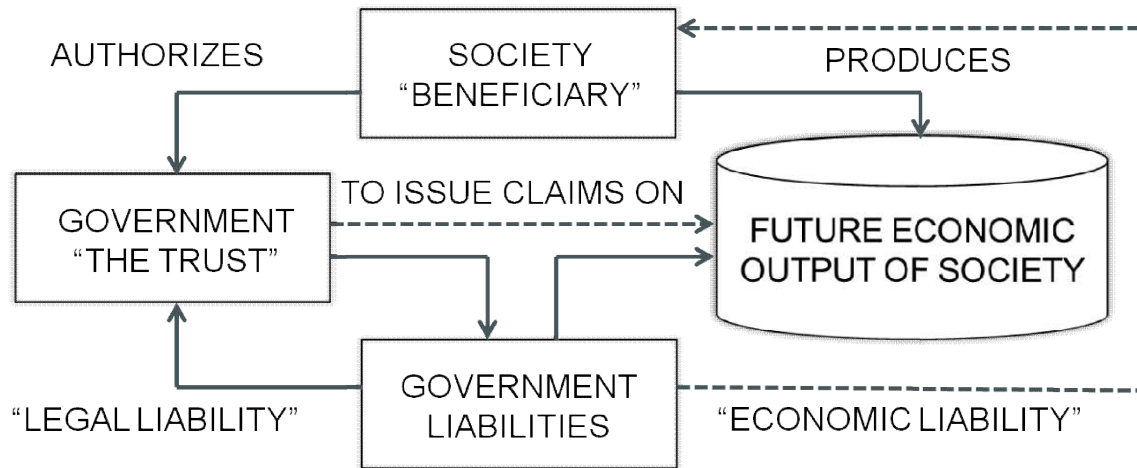 AUTHORIZES
SOCIETY
“BENEFICIARY”
PRODUCES
GOVERNMENT
“THE TRUST”
TO ISSUE CLAIMS ON
FUTURE ECONOMIC
OUTPUT OF SOCIETY
“LEGAL LIABILITY”
GOVERNMENT
LIABILITIES
“ECONOMIC LIABILITY”